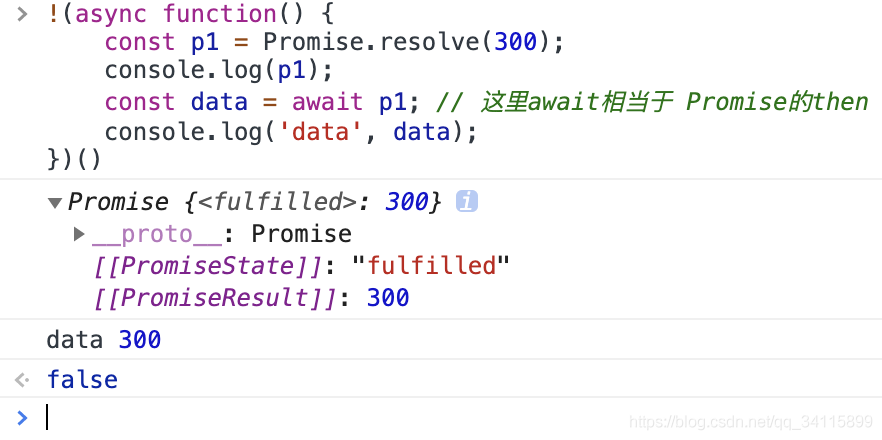 !(async function() {
const p1 = Promise.resolve(300);
console.log(p1);
const data = await p1; // 这里await相当于 Promise的then
console.log('data', data);
})()
Promise {<fulfilled>: 300} i
__proto__: Promise
[[PromiseState]]: "fulfilled"
[[PromiseResult]]: 300
data 300
false
https://blog.csdn.net/qq_34115899